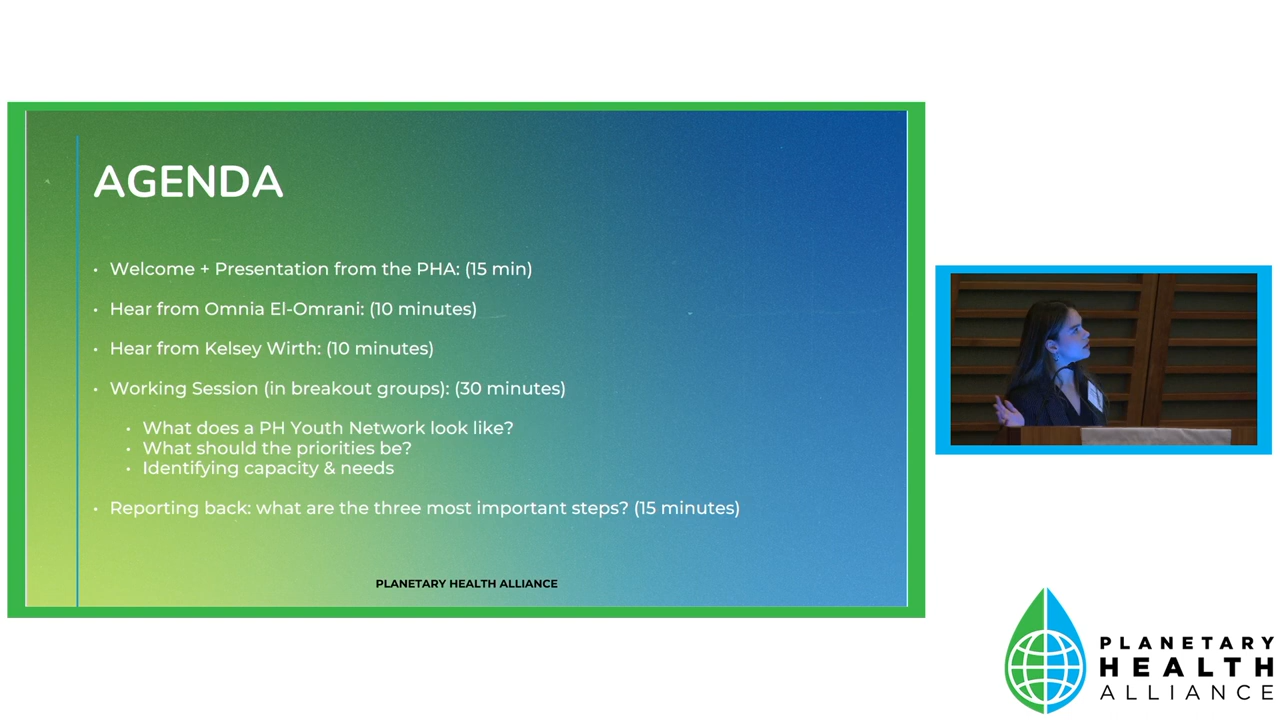 AGENDA
• Welcome + Presentation from the PHA: (15 min)
• Hear from Omnia El-Omrani: (10 minutes)
• Hear from Kelsey Wirth: (10 minutes)
• Working Session (in breakout groups): (30 minutes)
• What does a PH Youth Network look like?
• What should the priorities be?
• Identifying capacity & needs
• Reporting back: what are the three most important steps? (15 minutes)
PLANETARY HEALTH ALLIANCE
PLANETARY
HEALTH
ALLIANCE